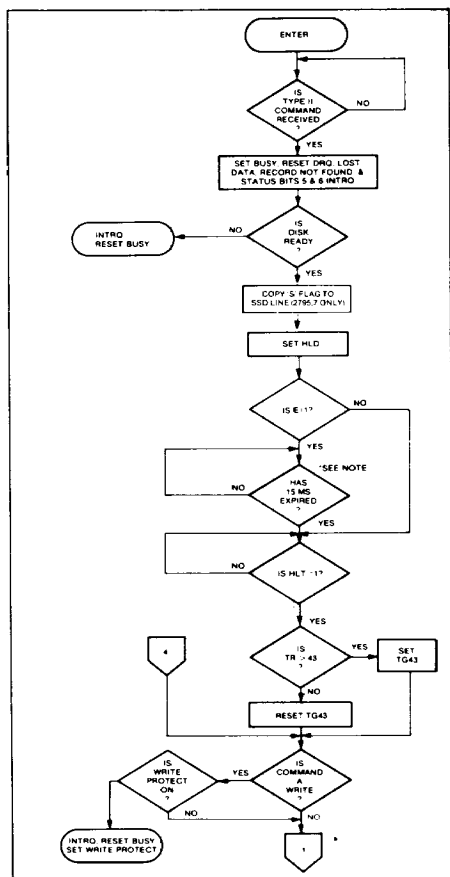 ENTER
IS
TYPE II
COMMAND
RECEIVED
?
NO
YES
SET BUSY, RESET DRQ, LOST
DATA, RECORD NOT FOUND, &
STATUS BITS 5 & 6 INTRQ
IS
DISK
READY
?
NO
INTRQ
RESET BUSY
YES
COPY 'S' FLAG TO
SSD LINE (2795,7 ONLY)
SET HLD
IS E=1?
NO
YES
*SEE NOTE
HAS
15 MS
EXPIRED
?
NO
YES
IS HLT =1?
NO
YES
IS
TR > 43
?
YES
SET
TG43
4
NO
RESET TG43
IS
COMMAND
A
WRITE
?
YES
IS
WRITE
PROTECT
ON
?
NO
NO
INTRQ, RESET BUSY
SET WRITE PROTECT
1